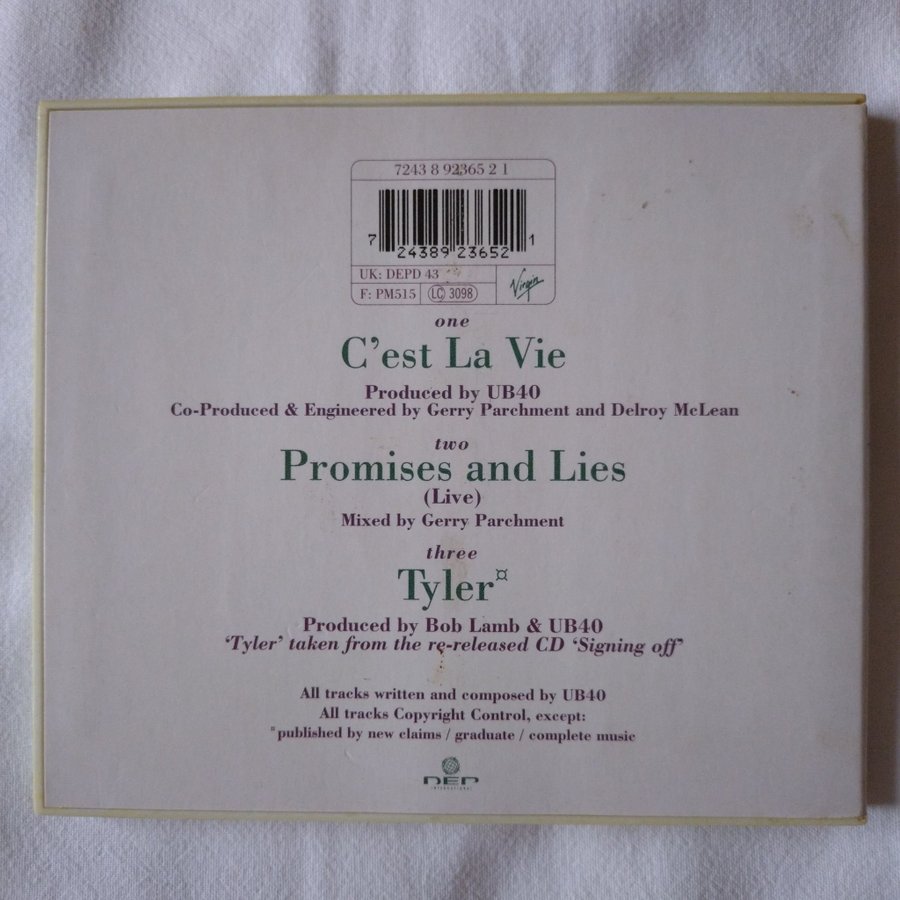 7243 8 92365 2 1
7 24389 23652 1
UK: DEPD 43
F: PM515 LC 3098 Virgin
one
C’est La Vie
Produced by UB40
Co-Produced & Engineered by Gerry Parchment and Delroy McLean
two
Promises and Lies
(Live)
Mixed by Gerry Parchment
three
Tyler¤
Produced by Bob Lamb & UB40
‘Tyler’ taken from the re-released CD ‘Signing off’
All tracks written and composed by UB40
All tracks Copyright Control, except:
¤published by new claims / graduate / complete music
DEP
INTERNATIONAL